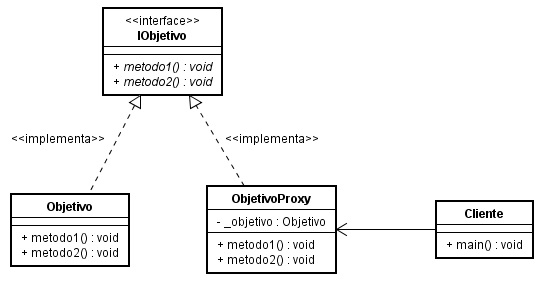 <<interface>>
IObjetivo
+ metodo1() : void
+ metodo2() : void
<<implementa>>
<<implementa>>
Objetivo
+ metodo1() : void
+ metodo2() : void
ObjetivoProxy
- _objetivo : Objetivo
+ metodo1() : void
+ metodo2() : void
Cliente
+ main() : void